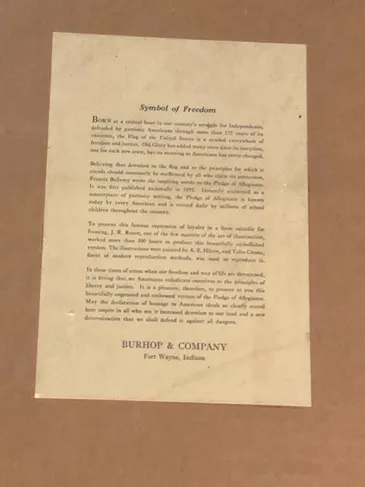 Symbol of Freedom
BORN at a critical hour in our country's struggle for Independence,
defended by patriotic Americans through more than 175 years of its
existence, the Flag of the United States is a symbol everywhere of
freedom and justice. Old Glory has added many stars since its inception,
one for each new state, but its meaning to Americans has never changed.
Believing that devotion to the flag and to the principles for which it
stands should constantly be reaffirmed by all who claim its protection,
Francis Bellamy wrote the inspiring words to the Pledge of Allegiance.
It was first published nationally in 1892. Instantly acclaimed as a
masterpiece of patriotic writing, the Pledge of Allegiance is known
today by every American and is recited daily by millions of school
children throughout the country.
To present this famous expression of loyalty in a form suitable for
framing, J. R. Rosen, one of the few masters of the art of illumination,
worked more than 300 hours to produce this beautifully embellished
version. The illustrations were painted by A. K. Bilder, and
finest of modern reproduction methods, was used to reproduce it.
In these times of stress when our freedom and way of life are threatened,
it is fitting that we Americans rededicate ourselves to the principles of
liberty and justice. It is a pleasure, therefore, to present to you this
beautifully engrossed and embossed version of the Pledge of Allegiance.
May the declaration of homage to American ideals so clearly stated
here inspire in all who see it increased devotion to our land and a new
determination that we shall defend it against all dangers.
BURHOP & COMPANY
Fort Wayne, Indiana